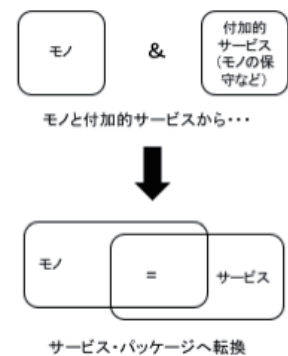 モノ
&
付加的
サービス
(モノの保
守など)
モノと付加的サービスから・・・
モノ
=
サービス
サービス・パッケージへ転換